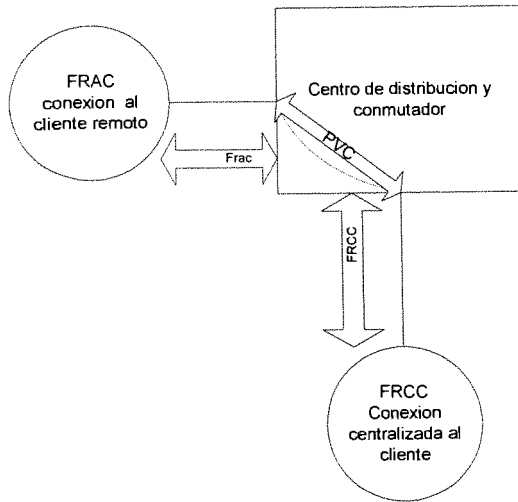 FRAC
conexion al
cliente remoto
Centro de distribucion y
conmutador
PVC
Frac
FRCC
FRCC
Conexion
centralizada al
cliente